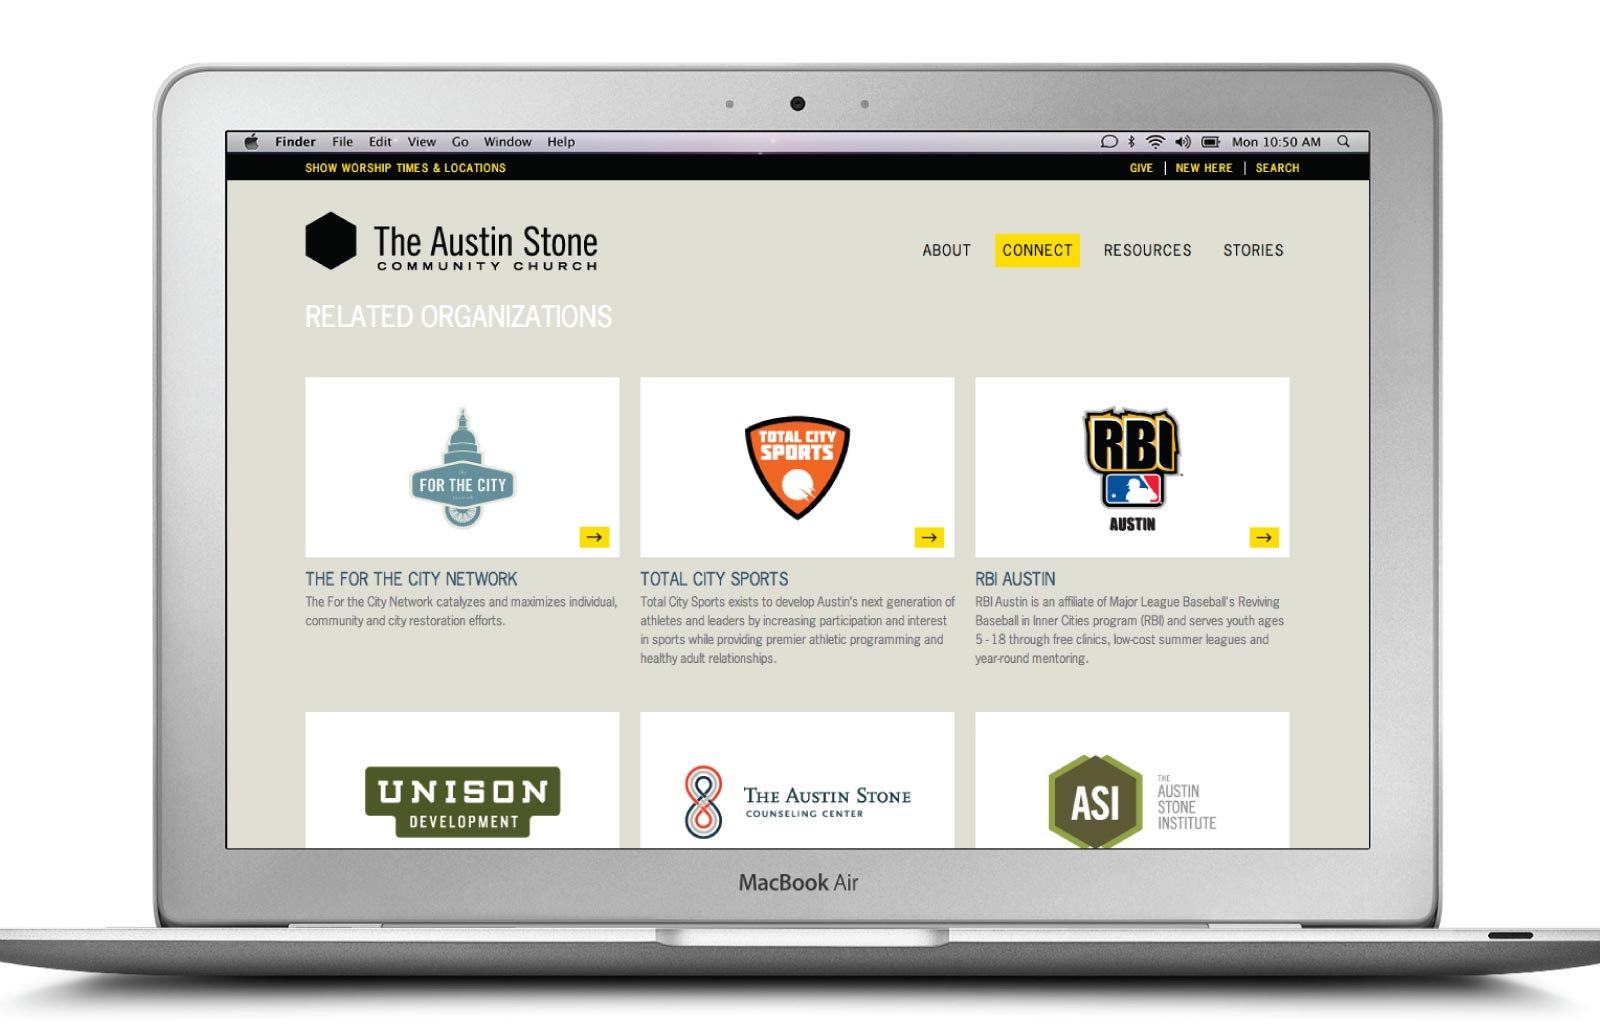 Finder File Edit View Go Window Help Mon 10:50 AM
SHOW WORSHIP TIMES & LOCATIONS GIVE | NEW HERE | SEARCH
The Austin Stone
COMMUNITY CHURCH
ABOUT CONNECT RESOURCES STORIES
RELATED ORGANIZATIONS
FOR THE CITY
TOTAL CITY
SPORTS
RBI
AUSTIN
THE FOR THE CITY NETWORK
The For the City Network catalyzes and maximizes individual,
community and city restoration efforts.
TOTAL CITY SPORTS
Total City Sports exists to develop Austin's next generation of
athletes and leaders by increasing participation and interest
in sports while providing premier athletic programming and
healthy adult relationships.
RBI AUSTIN
RBI Austin is an affiliate of Major League Baseball's Reviving
Baseball in Inner Cities program (RBI) and serves youth ages
5 - 18 through free clinics, low-cost summer leagues and
year-round mentoring.
UNISON
DEVELOPMENT
THE AUSTIN STONE
COUNSELING CENTER
ASI
THE
AUSTIN
STONE
INSTITUTE
MacBook Air